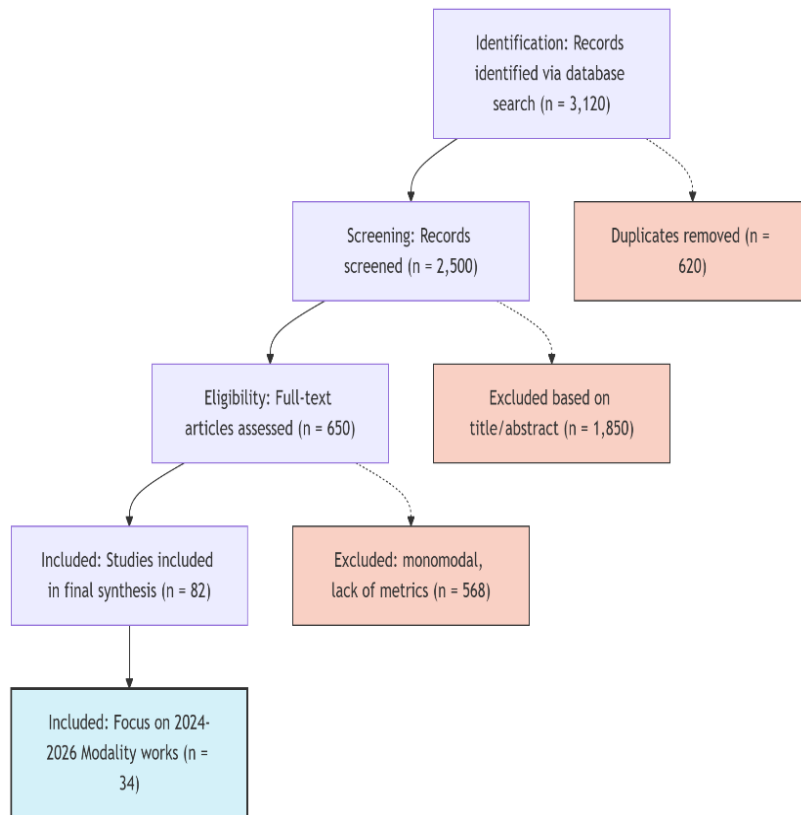 Identification: Records
identified via database
search (n = 3,120)
Screening: Records
screened (n = 2,500)
Duplicates removed (n =
620)
Eligibility: Full-text
articles assessed (n = 650)
Excluded based on
title/abstract (n = 1,850)
Included: Studies included
in final synthesis (n = 82)
Excluded: monomodal,
lack of metrics (n = 568)
Included: Focus on 2024-
2026 Modality works (n =
34)